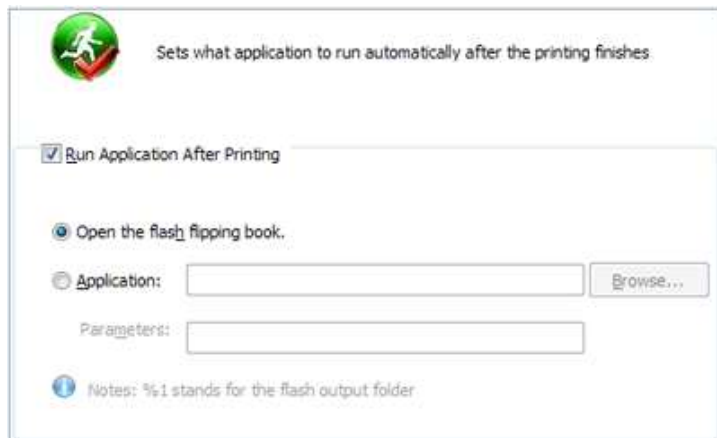 Sets what application to run automatically after the printing finishes
Run Application After Printing
Open the flash flipping book.
Application:
Browse...
Parameters:
Notes: %1 stands for the flash output folder